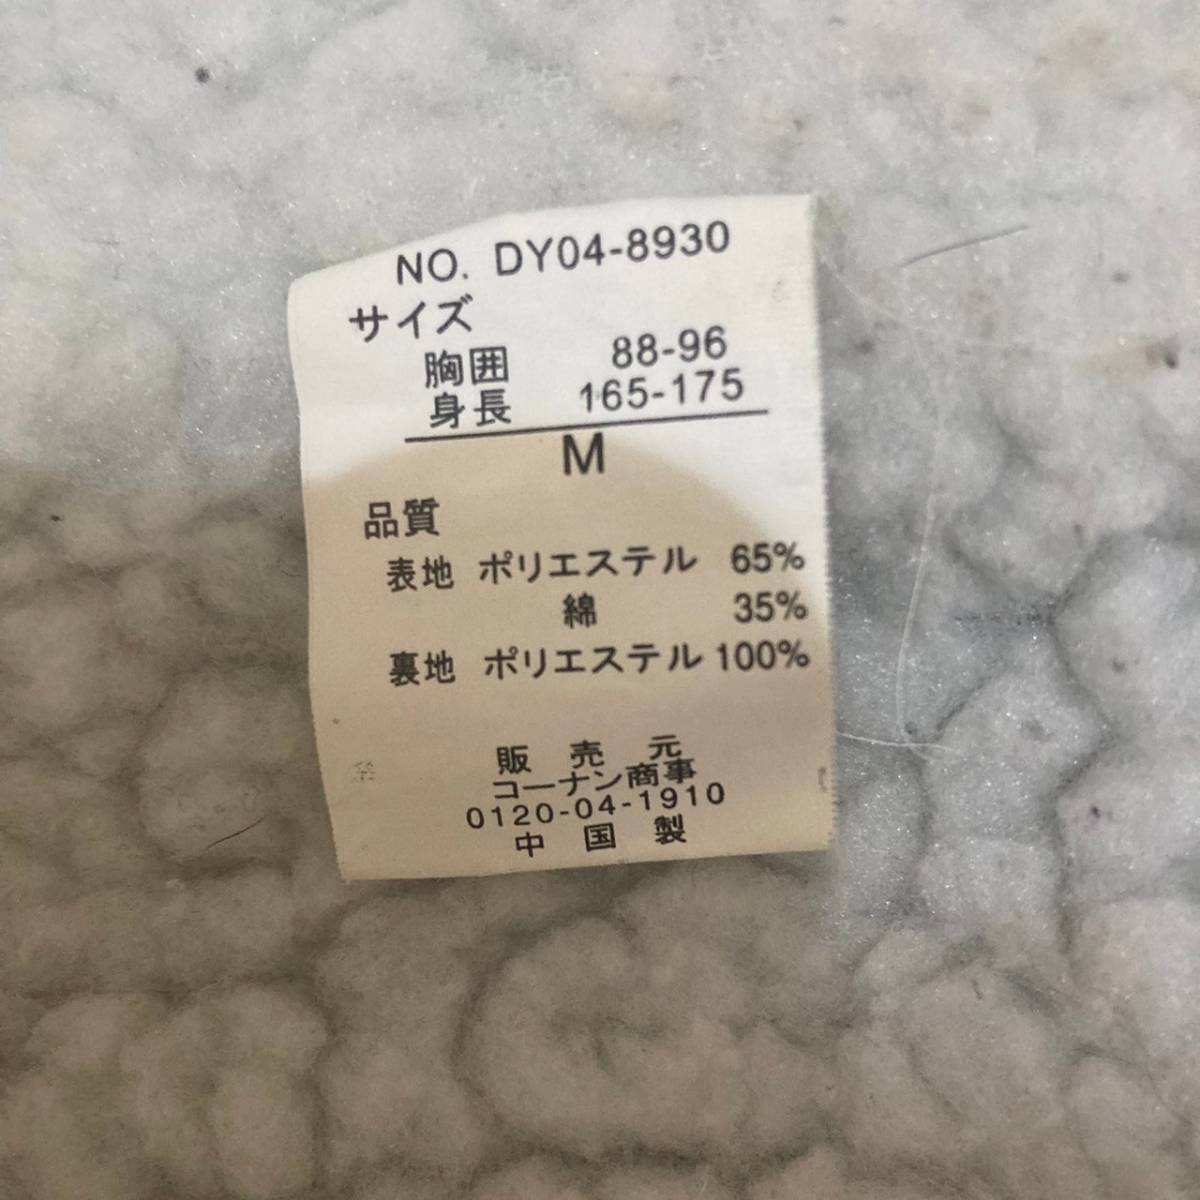 NO. DY04-8930
サイズ
胸囲 88-96
身長 165-175
M
品質
表地 ポリエステル 65%
綿 35%
裏地 ポリエステル 100%
販売元
コーナン商事
0120-04-1910
中国製